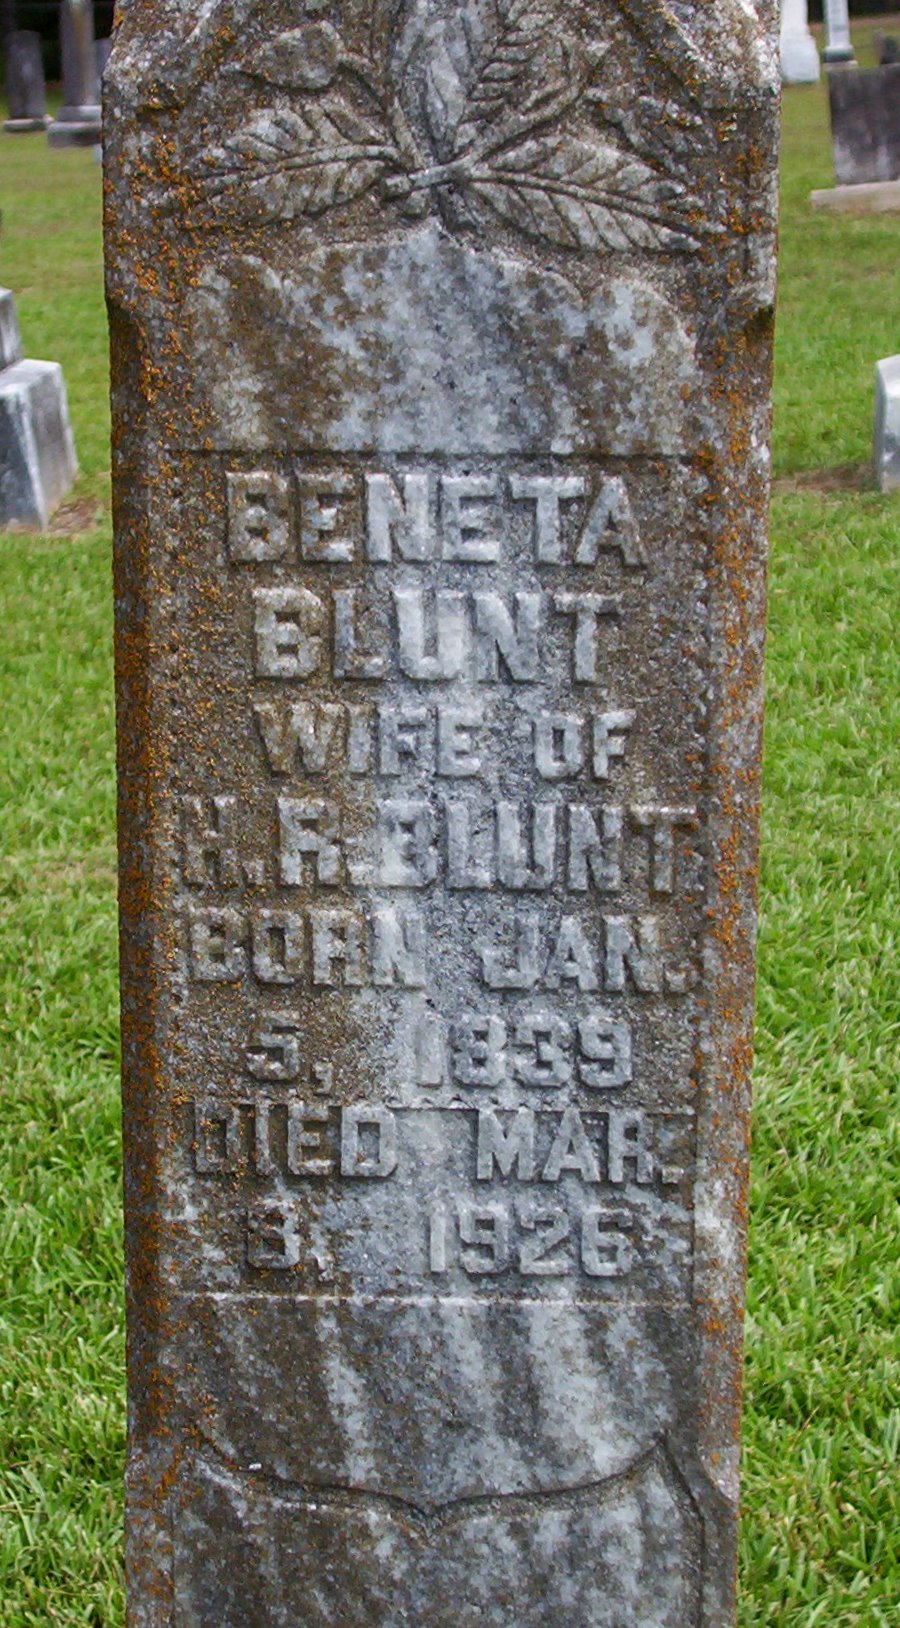 BENETA
BLUNT
WIFE OF
H.R.BLUNT.
BORN JAN.
5, 1839
DIED MAR.
3, 1926